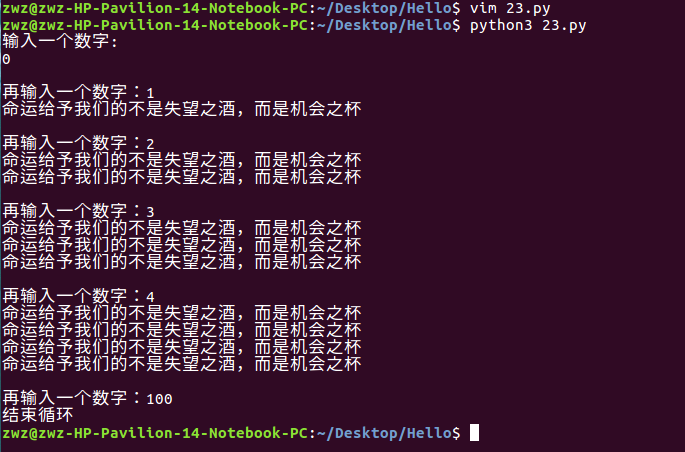 zwz@zwz-HP-Pavilion-14-Notebook-PC:~/Desktop/Hello$ vim 23.py
zwz@zwz-HP-Pavilion-14-Notebook-PC:~/Desktop/Hello$ python3 23.py
输入一个数字:
0
再输入一个数字：1
命运给予我们的不是失望之酒，而是机会之杯
再输入一个数字：2
命运给予我们的不是失望之酒，而是机会之杯
命运给予我们的不是失望之酒，而是机会之杯
再输入一个数字：3
命运给予我们的不是失望之酒，而是机会之杯
命运给予我们的不是失望之酒，而是机会之杯
命运给予我们的不是失望之酒，而是机会之杯
再输入一个数字：4
命运给予我们的不是失望之酒，而是机会之杯
命运给予我们的不是失望之酒，而是机会之杯
命运给予我们的不是失望之酒，而是机会之杯
命运给予我们的不是失望之酒，而是机会之杯
再输入一个数字：100
结束循环
zwz@zwz-HP-Pavilion-14-Notebook-PC:~/Desktop/Hello$